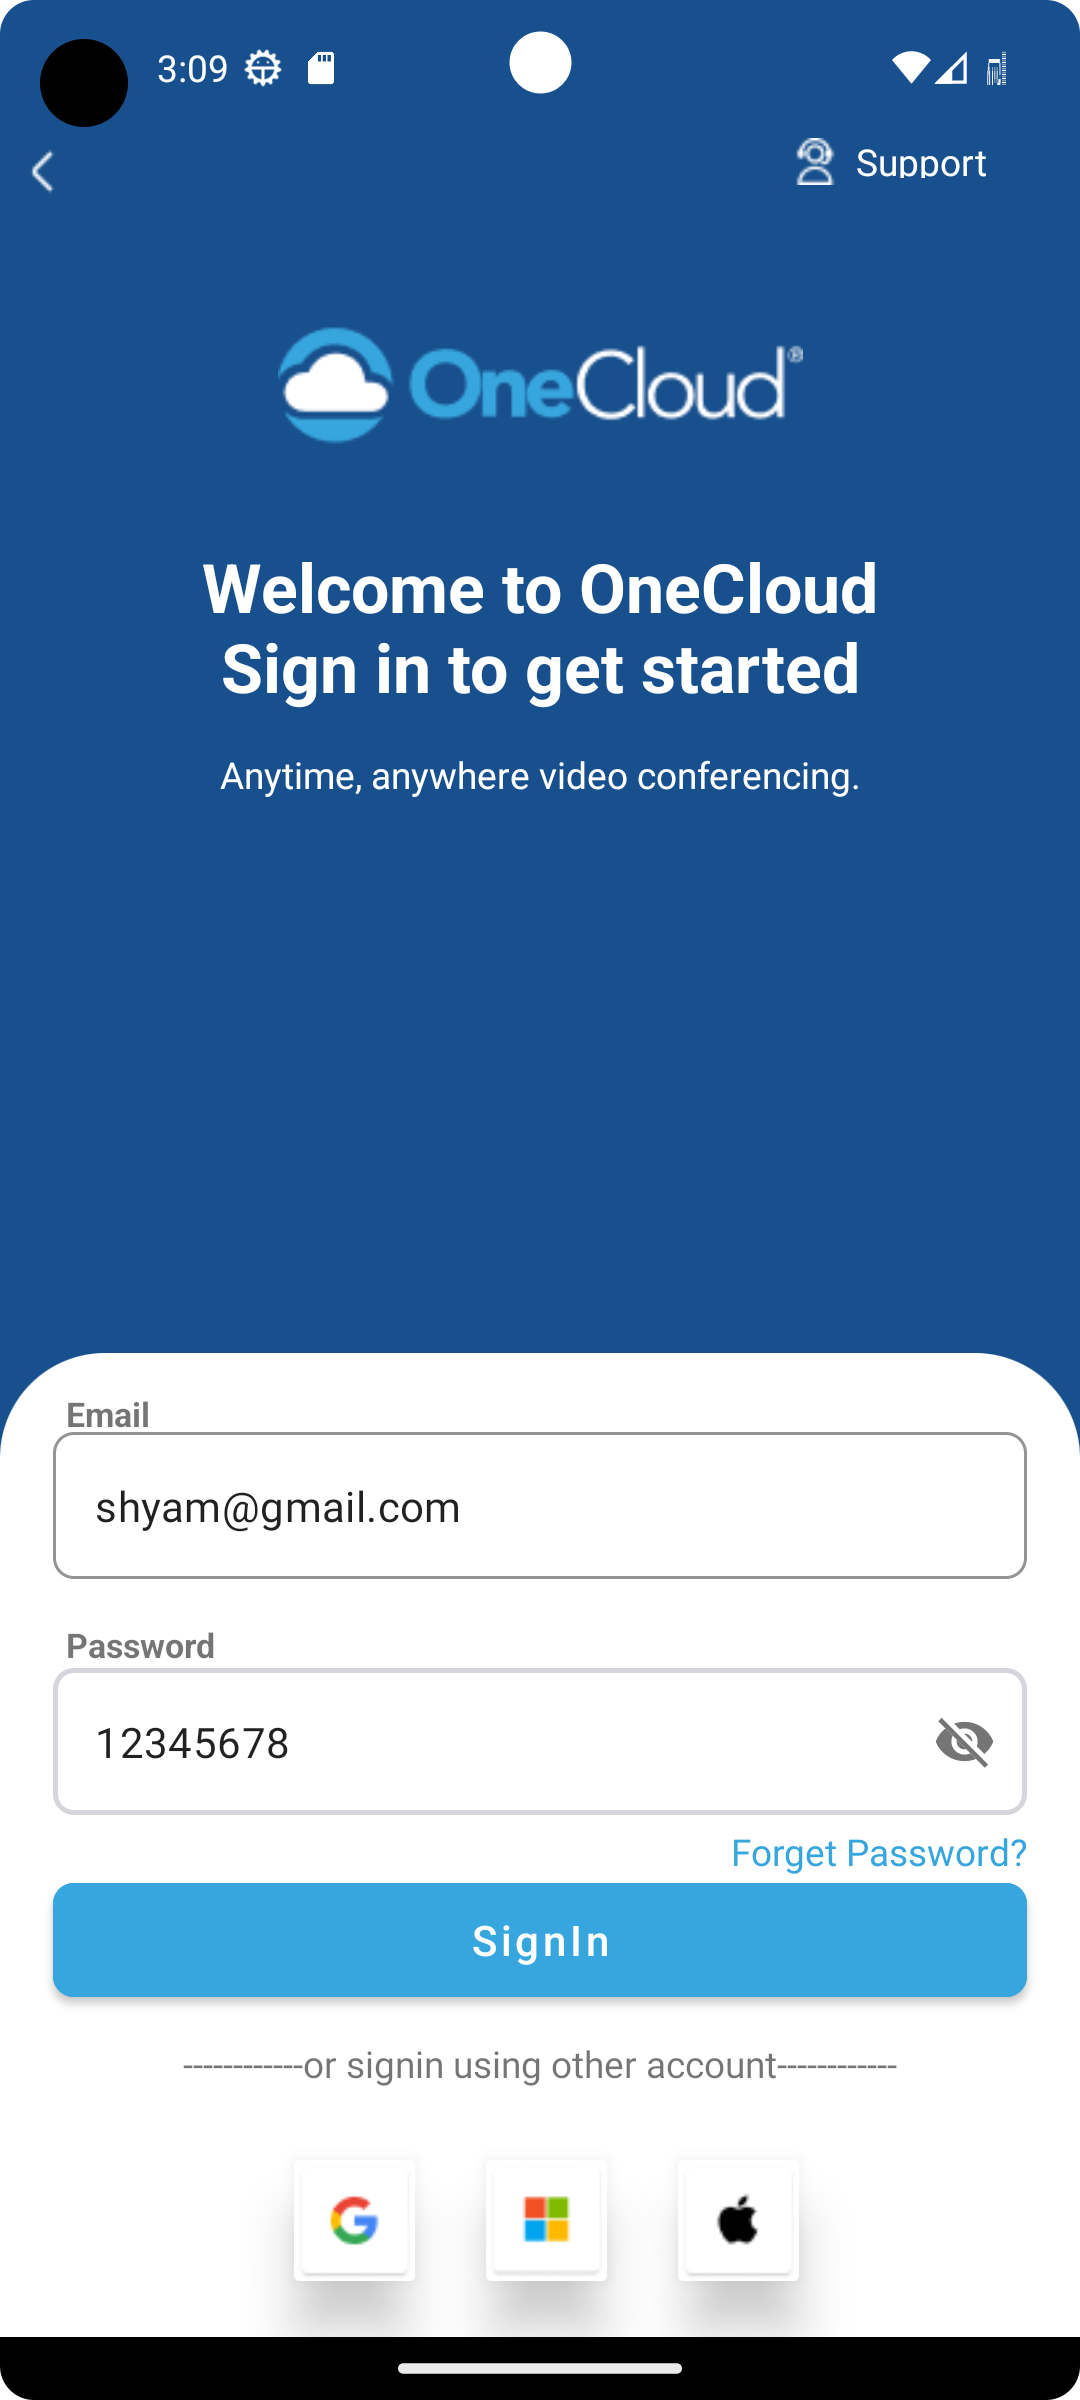 3:09
Support
OneCloud®
Welcome to OneCloud
Sign in to get started
Anytime, anywhere video conferencing.
Email
shyam@gmail.com
Password
12345678
Forget Password?
SignIn
------------or signin using other account------------